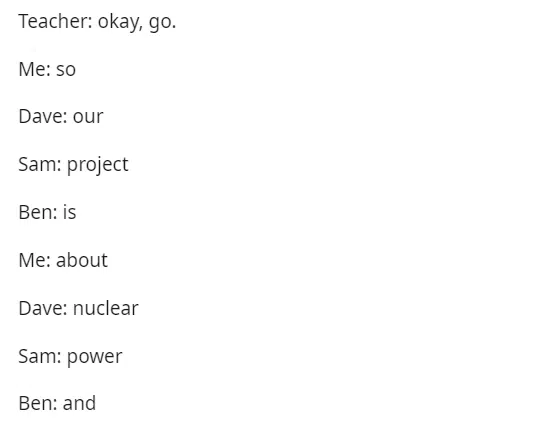 Teacher: okay, go.
Me: so
Dave: our
Sam: project
Ben: is
Me: about
Dave: nuclear
Sam: power
Ben: and